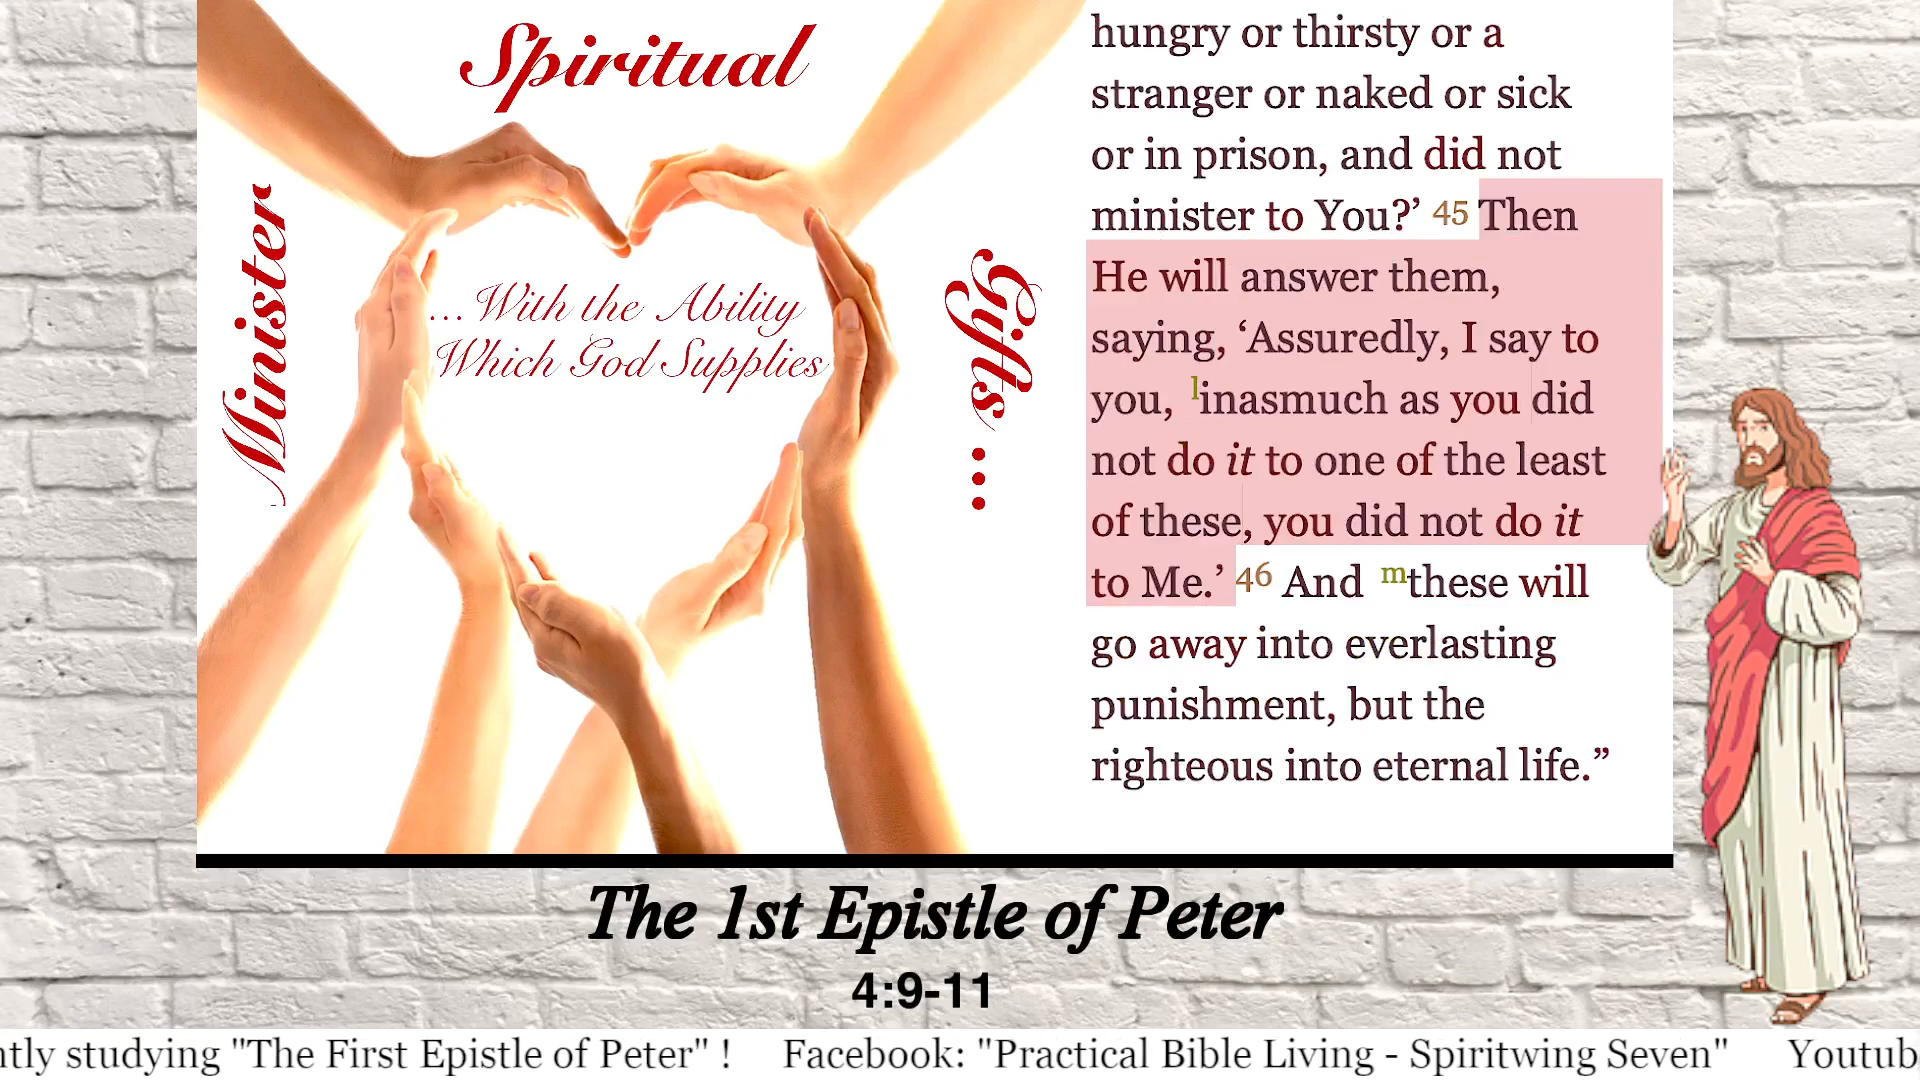 Spiritual
Minister
Gifts ...
... With the Ability
Which God Supplies
hungry or thirsty or a
stranger or naked or sick
or in prison, and did not
minister to You?’ 45 Then
He will answer them,
saying, ‘Assuredly, I say to
you, linasmuch as you did
not do it to one of the least
of these, you did not do it
to Me.’ 46 And mthese will
go away into everlasting
punishment, but the
righteous into eternal life.”
The 1st Epistle of Peter
4:9-11
ntly studying "The First Epistle of Peter" ! Facebook: "Practical Bible Living - Spiritwing Seven" Youtub